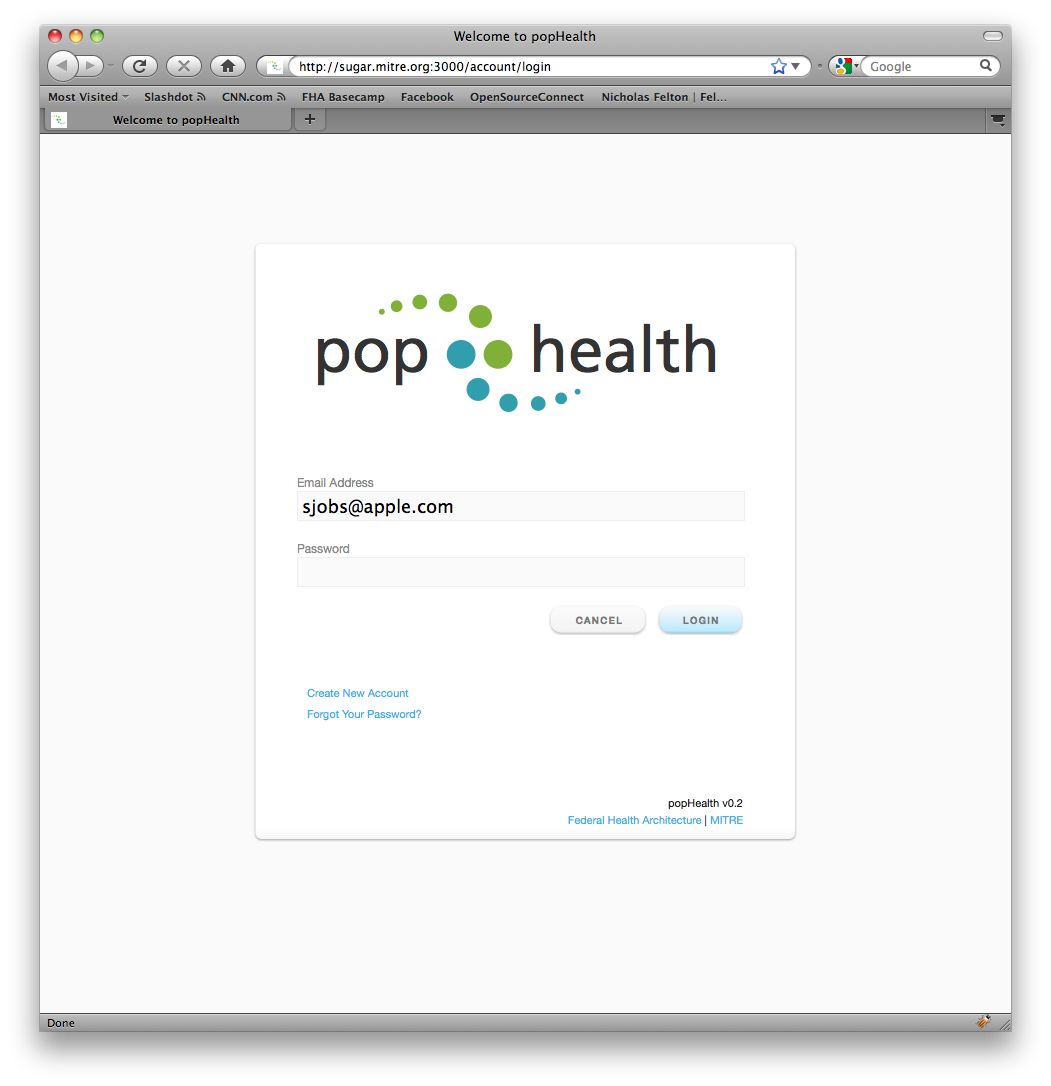 Welcome to popHealth
http://sugar.mitre.org:3000/account/login
Google
Most Visited Slashdot CNN.com FHA Basecamp Facebook OpenSourceConnect Nicholas Felton | Fel...
Welcome to popHealth +
pop health
Email Address
sjobs@apple.com
Password
CANCEL LOGIN
Create New Account
Forgot Your Password?
popHealth v0.2
Federal Health Architecture | MITRE
Done